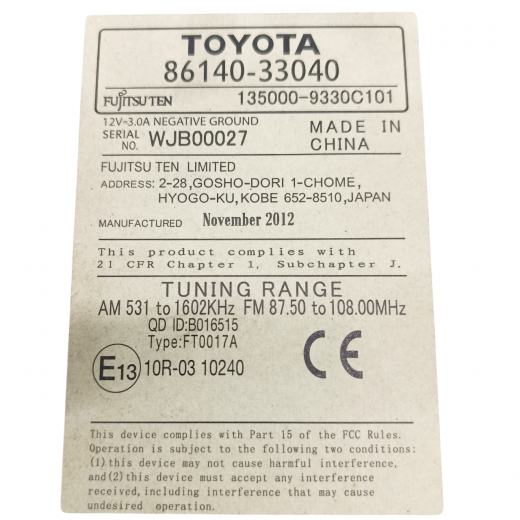 TOYOTA
86140-33040
FUJITSU TEN 135000-9330C101
12V⎓3.0A NEGATIVE GROUND
SERIAL NO. WJB00027
MADE IN CHINA
FUJITSU TEN LIMITED
ADDRESS: 2-28,GOSHO-DORI 1-CHOME,
HYOGO-KU,KOBE 652-8510,JAPAN
MANUFACTURED November 2012
This product complies with
21 CFR Chapter 1, Subchapter J.
TUNING RANGE
AM 531 to 1602KHz FM 87.50 to 108.00MHz
QD ID:B016515
Type:FT0017A
E13 10R-03 10240
CE
This device complies with Part 15 of the FCC Rules.
Operation is subject to the following two conditions:
(1)this device may not cause harmful interference,
and(2)this device must accept any interference
received,including interference that may cause
undesired operation.